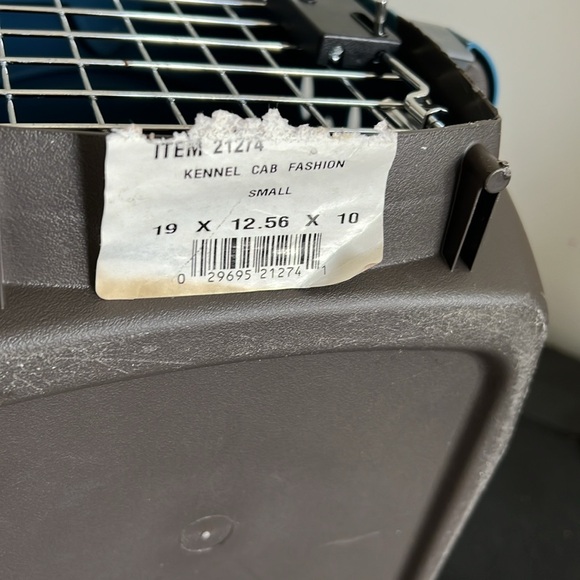 ITEM 21274
KENNEL CAB FASHION
SMALL
19 X 12.56 X 10
0 29695 21274 1